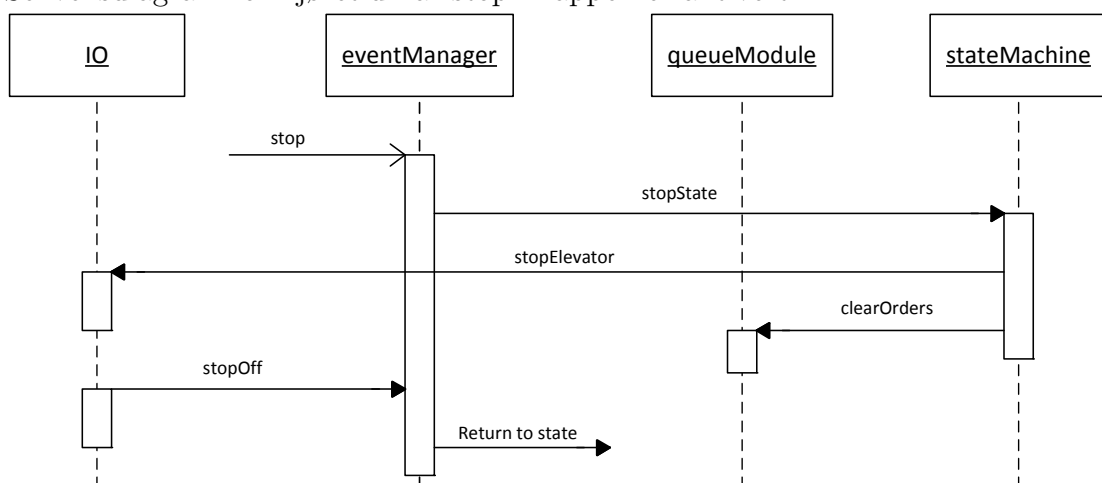 IO
eventManager
queueModule
stateMachine
stop
stopState
stopElevator
clearOrders
stopOff
Return to state